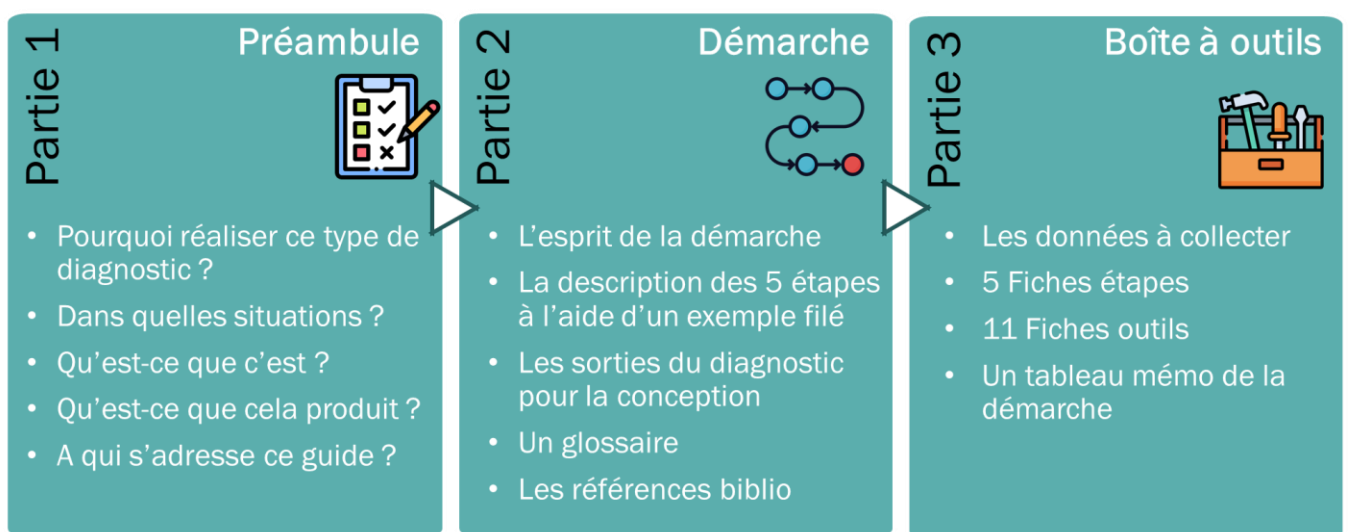 Partie 1
Préambule
• Pourquoi réaliser ce type de
diagnostic ?
• Dans quelles situations ?
• Qu’est-ce que c’est ?
• Qu’est-ce que cela produit ?
• A qui s’adresse ce guide ?
Partie 2
Démarche
• L’esprit de la démarche
• La description des 5 étapes
à l’aide d’un exemple filé
• Les sorties du diagnostic
pour la conception
• Un glossaire
• Les références biblio
Partie 3
Boîte à outils
• Les données à collecter
• 5 Fiches étapes
• 11 Fiches outils
• Un tableau mémo de la
démarche